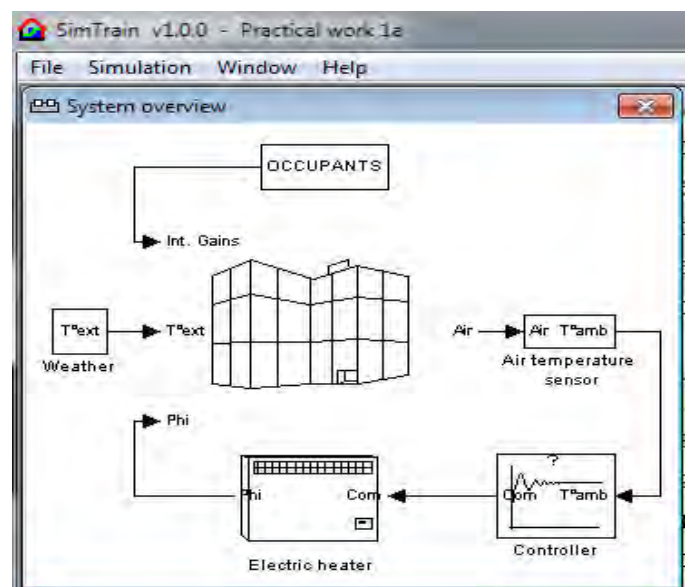 SimTrain v1.0.0 - Practical work 1a
File Simulation Window Help
System overview
OCCUPANTS
Int. Gains
T°ext
T°ext
Weather
Air
Air T°amb
Air temperature
sensor
Phi
Phi
Com
Electric heater
?
Com
T°amb
Controller